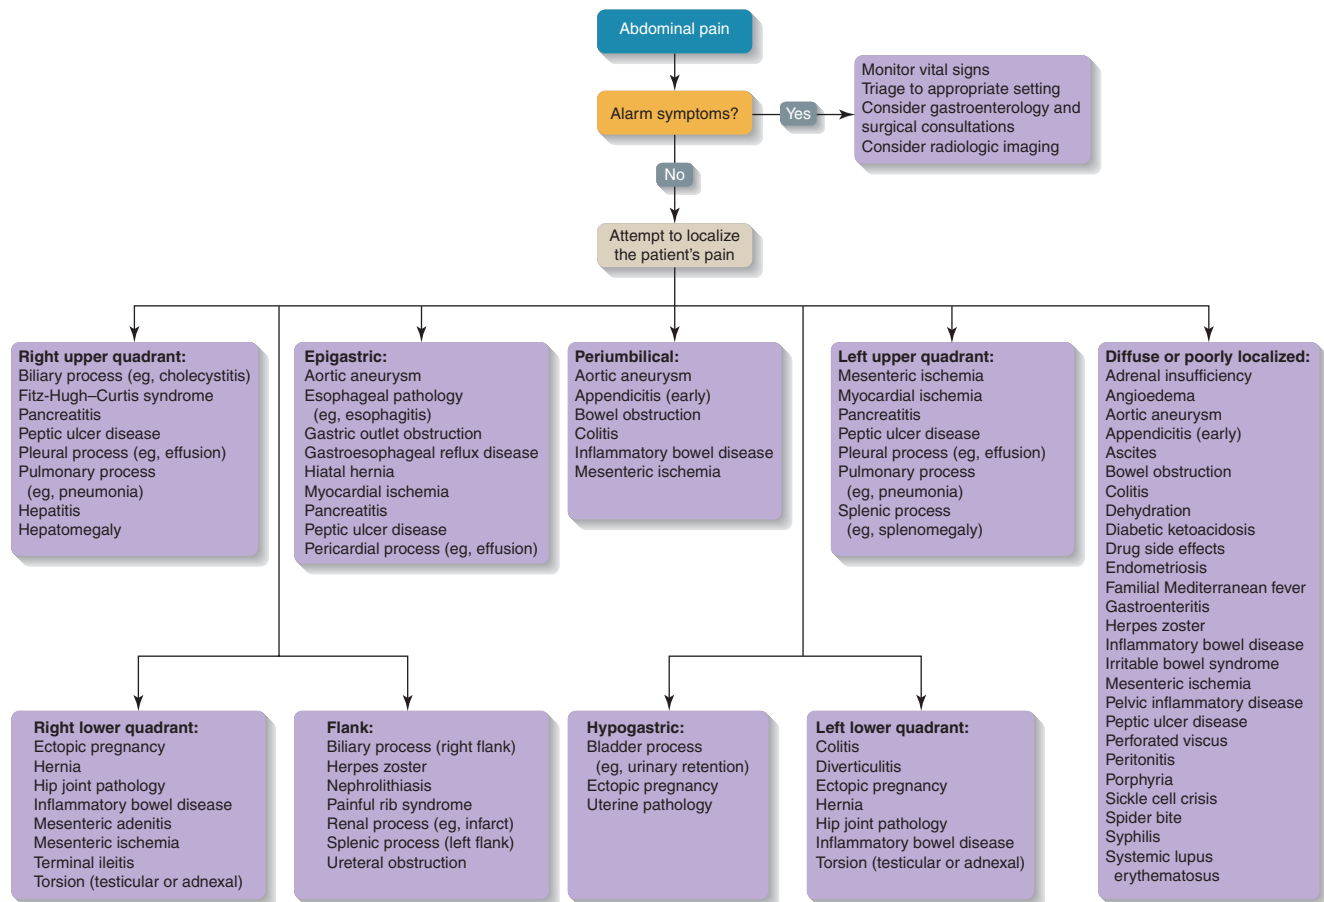 Abdominal pain
Alarm symptoms?
Yes
Monitor vital signs
Triage to appropriate setting
Consider gastroenterology and
surgical consultations
Consider radiologic imaging
No
Attempt to localize
the patient's pain
Right upper quadrant:
Biliary process (eg, cholecystitis)
Fitz-Hugh–Curtis syndrome
Pancreatitis
Peptic ulcer disease
Pleural process (eg, effusion)
Pulmonary process
(eg, pneumonia)
Hepatitis
Hepatomegaly
Epigastric:
Aortic aneurysm
Esophageal pathology
(eg, esophagitis)
Gastric outlet obstruction
Gastroesophageal reflux disease
Hiatal hernia
Myocardial ischemia
Pancreatitis
Peptic ulcer disease
Pericardial process (eg, effusion)
Periumbilical:
Aortic aneurysm
Appendicitis (early)
Bowel obstruction
Colitis
Inflammatory bowel disease
Mesenteric ischemia
Left upper quadrant:
Mesenteric ischemia
Myocardial ischemia
Pancreatitis
Peptic ulcer disease
Pleural process (eg, effusion)
Pulmonary process
(eg, pneumonia)
Splenic process
(eg, splenomegaly)
Diffuse or poorly localized:
Adrenal insufficiency
Angioedema
Aortic aneurysm
Appendicitis (early)
Ascites
Bowel obstruction
Colitis
Dehydration
Diabetic ketoacidosis
Drug side effects
Endometriosis
Familial Mediterranean fever
Gastroenteritis
Herpes zoster
Inflammatory bowel disease
Irritable bowel syndrome
Mesenteric ischemia
Pelvic inflammatory disease
Peptic ulcer disease
Perforated viscus
Peritonitis
Porphyria
Sickle cell crisis
Spider bite
Syphilis
Systemic lupus
erythematosus
Right lower quadrant:
Ectopic pregnancy
Hernia
Hip joint pathology
Inflammatory bowel disease
Mesenteric adenitis
Mesenteric ischemia
Terminal ileitis
Torsion (testicular or adnexal)
Flank:
Biliary process (right flank)
Herpes zoster
Nephrolithiasis
Painful rib syndrome
Renal process (eg, infarct)
Splenic process (left flank)
Ureteral obstruction
Hypogastric:
Bladder process
(eg, urinary retention)
Ectopic pregnancy
Uterine pathology
Left lower quadrant:
Colitis
Diverticulitis
Ectopic pregnancy
Hernia
Hip joint pathology
Inflammatory bowel disease
Torsion (testicular or adnexal)